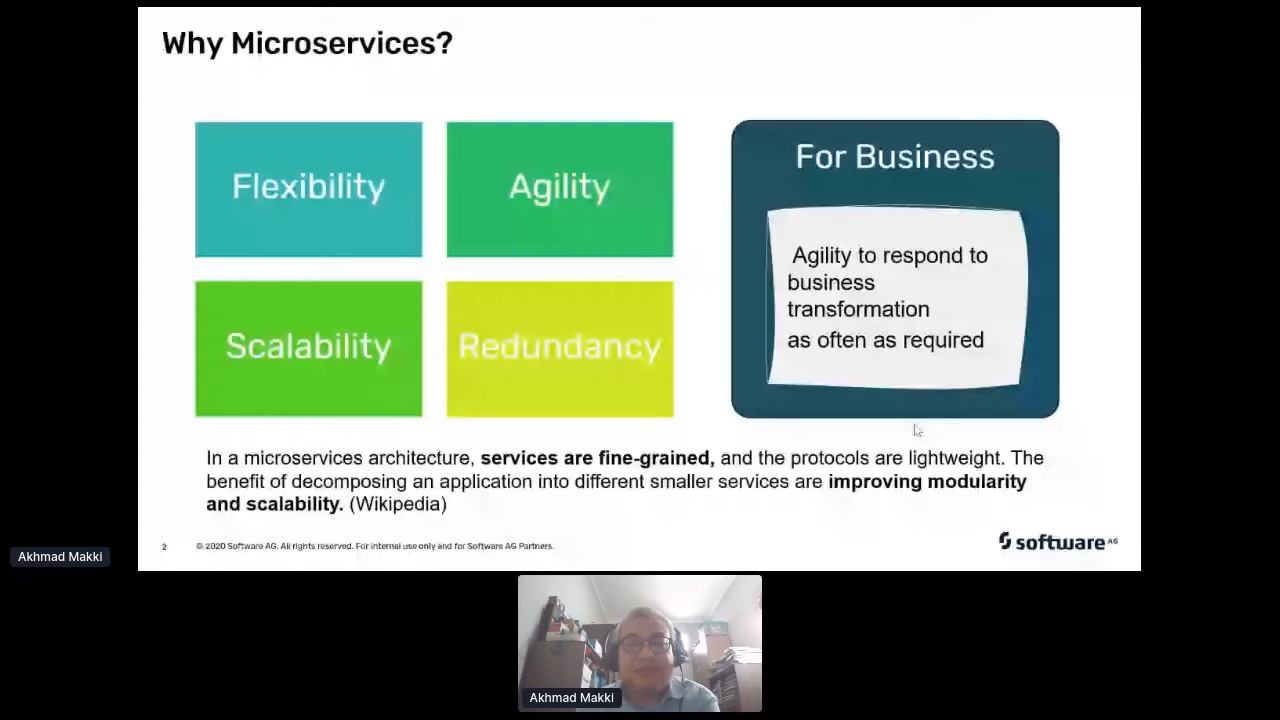 Why Microservices?
Flexibility
Agility
Scalability
Redundancy
For Business
Agility to respond to
business
transformation
as often as required
In a microservices architecture, services are fine-grained, and the protocols are lightweight. The
benefit of decomposing an application into different smaller services are improving modularity
and scalability. (Wikipedia)
2
© 2020 Software AG. All rights reserved. For internal use only and for Software AG Partners.
software AG
Akhmad Makki
Akhmad Makki